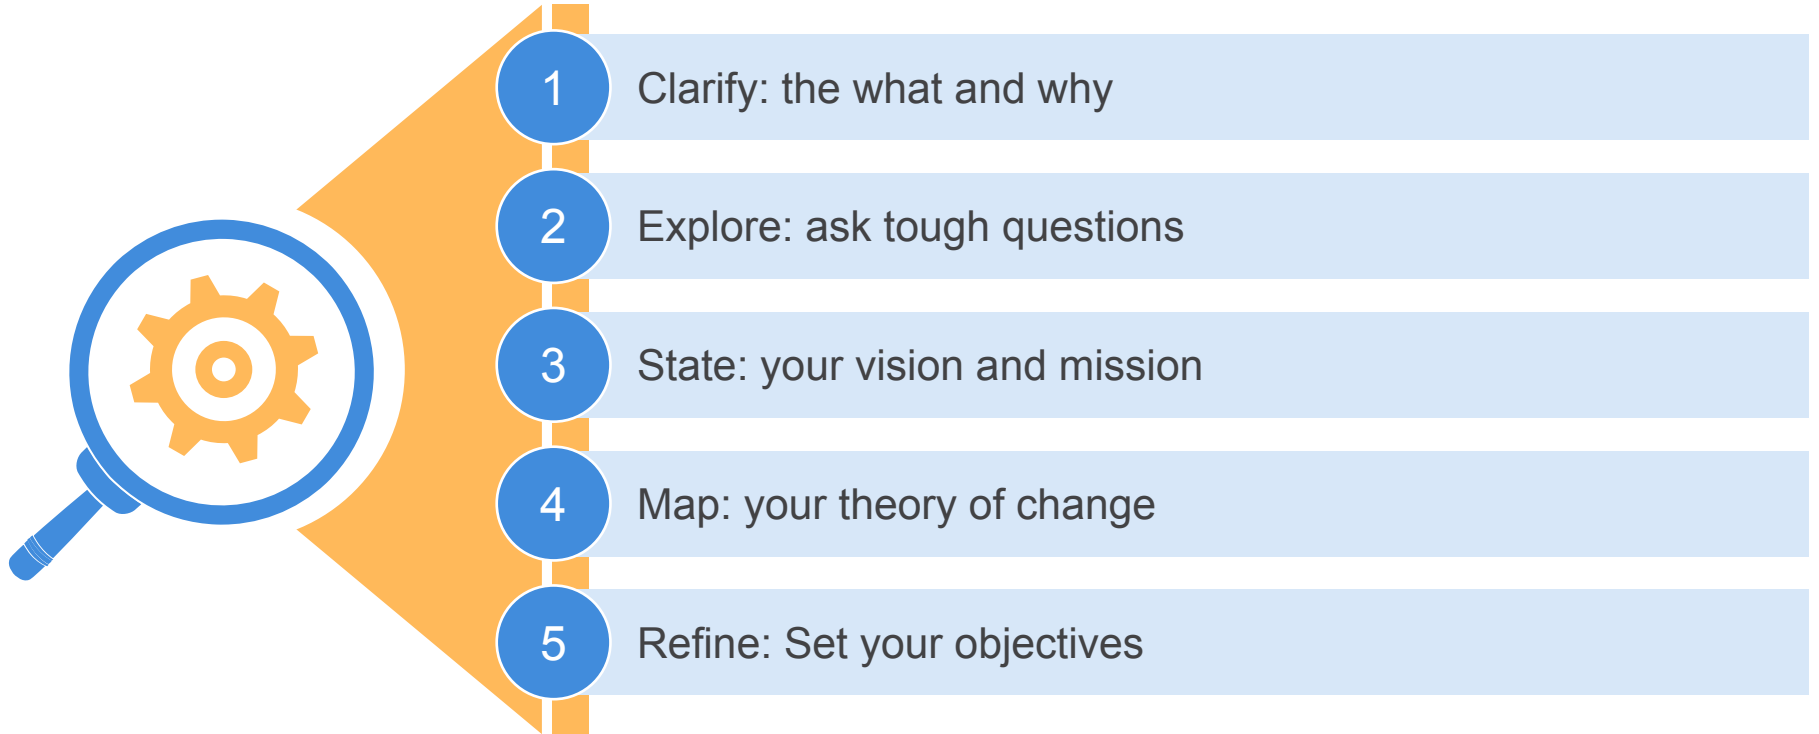 1 Clarify: the what and why
2 Explore: ask tough questions
3 State: your vision and mission
4 Map: your theory of change
5 Refine: Set your objectives